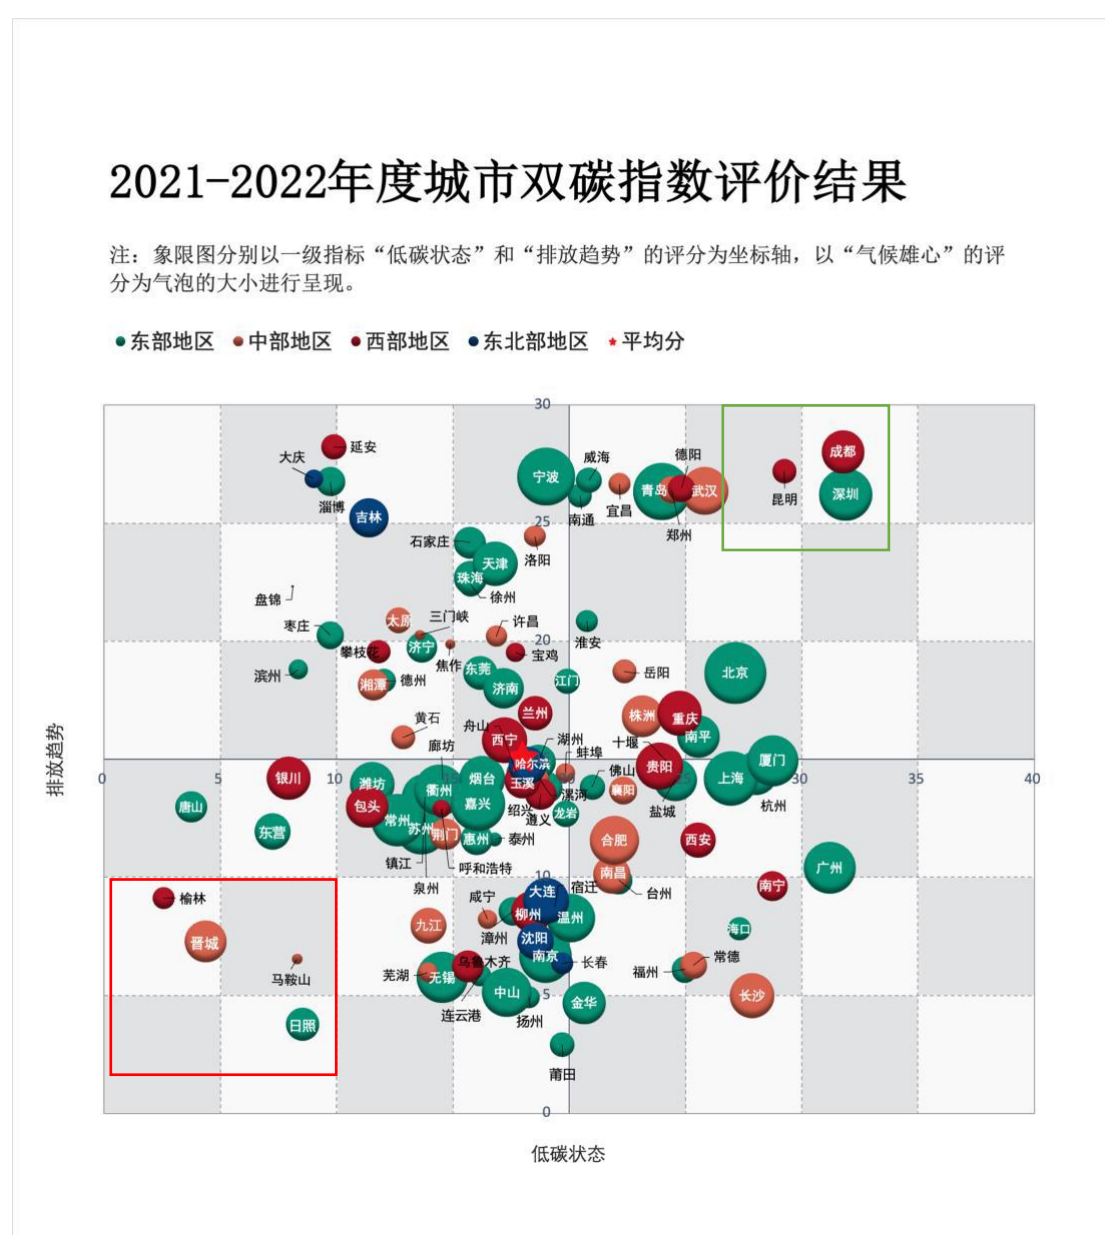 2021-2022年度城市双碳指数评价结果
注：象限图分别以一级指标“低碳状态”和“排放趋势”的评分为坐标轴，以“气候雄心”的评
分为气泡的大小进行呈现。
东部地区 中部地区 西部地区 东北部地区 平均分
30
延安
大庆
淄博
吉林
宁波
威海
南通
宜昌
青岛
德阳
武汉
郑州
昆明
成都
深圳
25
石家庄
天津
珠海
徐州
洛阳
盘锦
枣庄
太原
三门峡
许昌
20
淮安
攀枝花
济宁
焦作
宝鸡
滨州
湘潭
德州
东莞
济南
江门
岳阳
北京
黄石
舟山
兰州
株洲
重庆
南平
廊坊
西宁
湖州
蚌埠
十堰
哈尔滨
0
5
10
15
20
25
30
35
40
银川
潍坊
衢州
烟台
玉溪
佛山
贵阳
上海
厦门
唐山
包头
嘉兴
绍兴
遵义
漯河
龙岩
襄阳
盐城
杭州
东营
常州
苏州
荆门
惠州
泰州
合肥
西安
镇江
泉州
呼和浩特
广州
10
榆林
咸宁
大连
宿迁
南昌
台州
南宁
晋城
九江
漳州
柳州
温州
海口
马鞍山
沈阳
南京
长春
芜湖
无锡
乌鲁木齐
福州
常德
日照
连云港
中山
扬州
5
金华
长沙
莆田
0
排放趋势
低碳状态